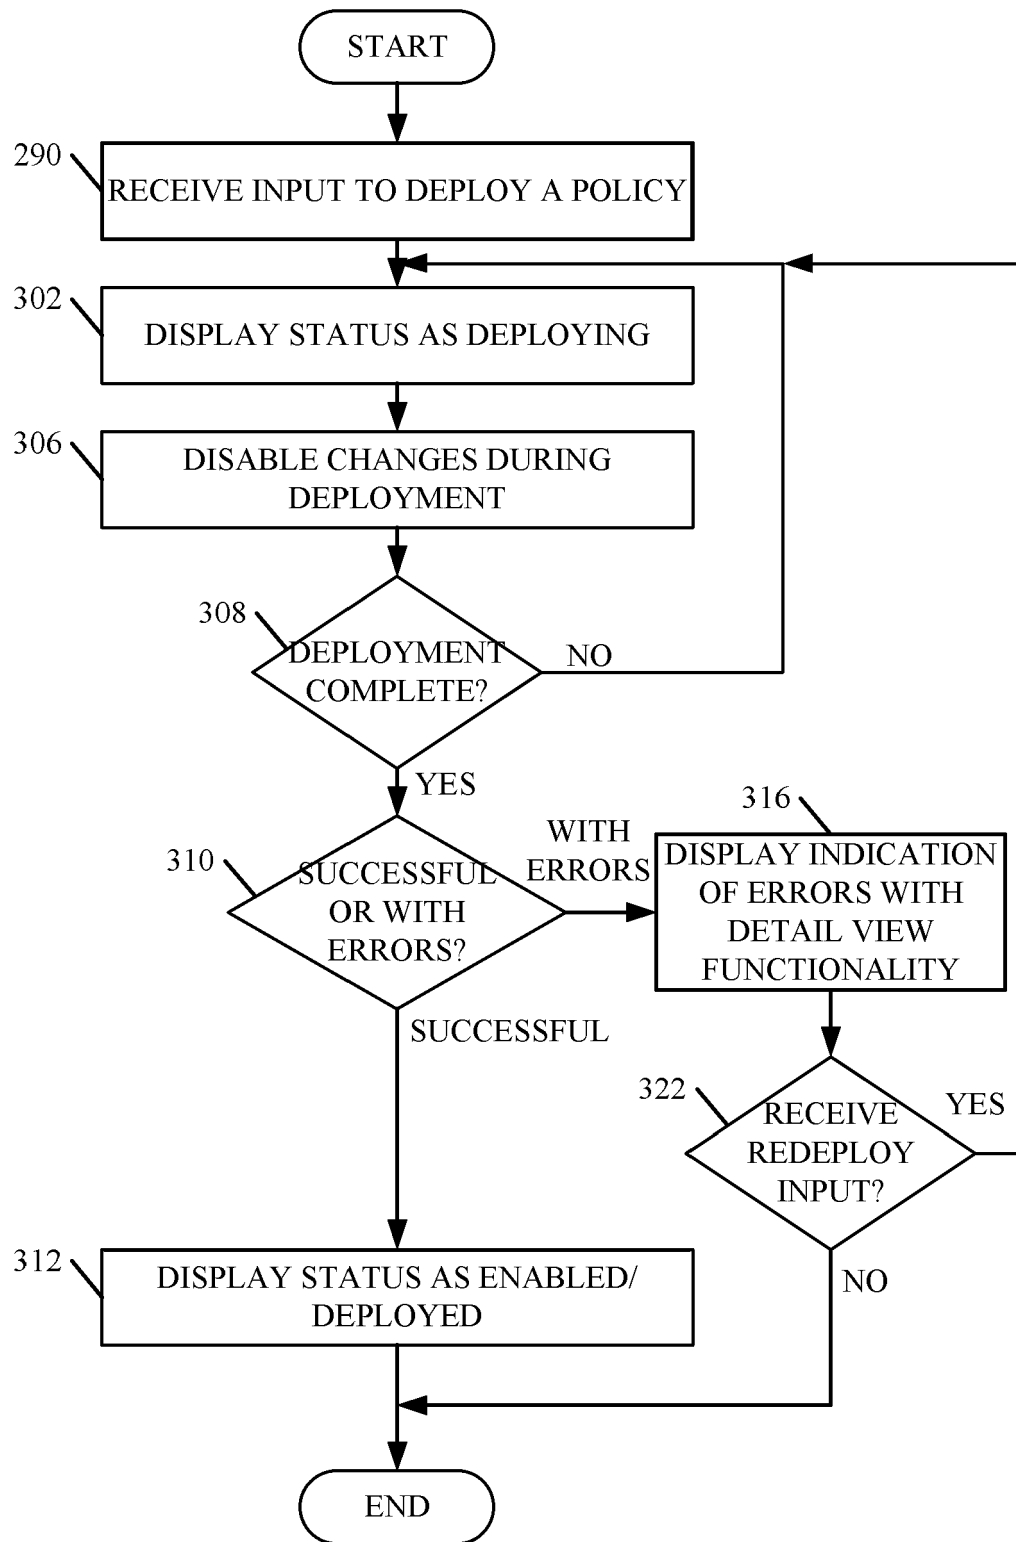 START
290
RECEIVE INPUT TO DEPLOY A POLICY
302
DISPLAY STATUS AS DEPLOYING
306
DISABLE CHANGES DURING
DEPLOYMENT
308
DEPLOYMENT
COMPLETE?
NO
YES
310
SUCCESSFUL
OR WITH
ERRORS?
WITH
ERRORS
316
DISPLAY INDICATION
OF ERRORS WITH
DETAIL VIEW
FUNCTIONALITY
SUCCESSFUL
322
RECEIVE
REDEPLOY
INPUT?
YES
NO
312
DISPLAY STATUS AS ENABLED/
DEPLOYED
END